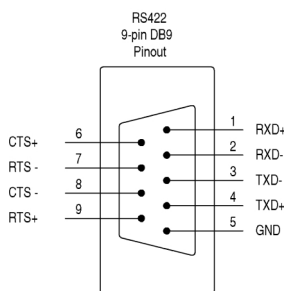 RS422
9-pin DB9
Pinout
1 RXD+
CTS+ 6
2 RXD-
RTS - 7
3 TXD-
CTS - 8
4 TXD+
RTS+ 9
5 GND